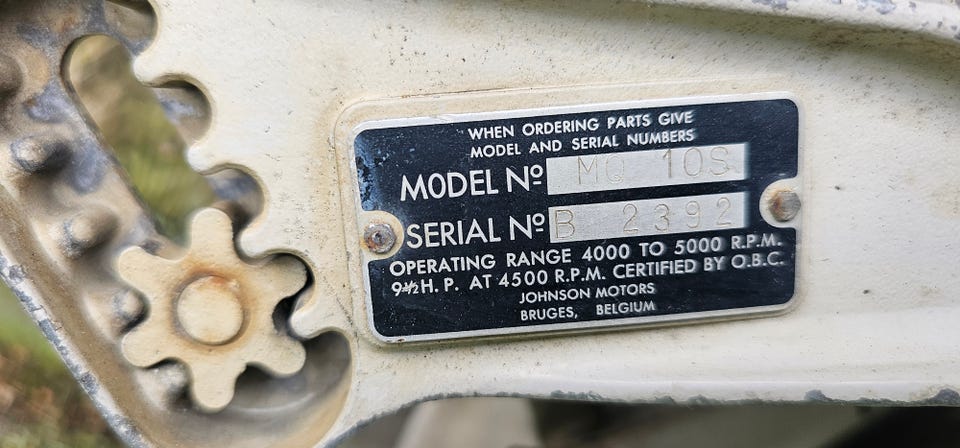 WHEN ORDERING PARTS GIVE
MODEL AND SERIAL NUMBERS
MODEL Nº MQ 10S
SERIAL Nº B 2392
OPERATING RANGE 4000 TO 5000 R.P.M.
9½ H. P. AT 4500 R.P.M. CERTIFIED BY O.B.C.
JOHNSON MOTORS
BRUGES, BELGIUM